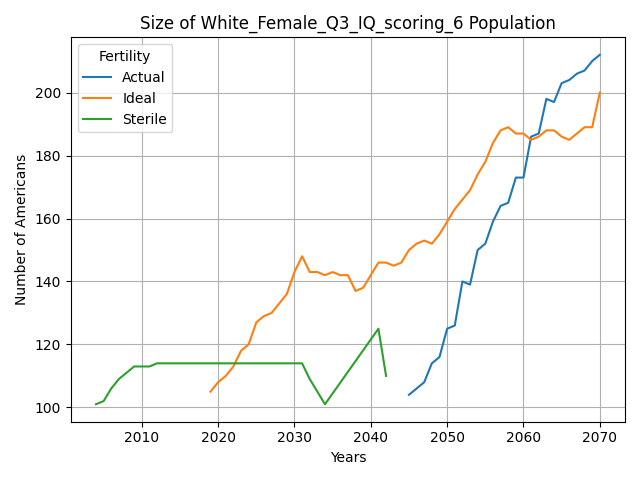 Size of White_Female_Q3_IQ_scoring_6 Population
Fertility
Actual
Ideal
Sterile
Number of Americans
200
180
160
140
120
100
2010 2020 2030 2040 2050 2060 2070
Years